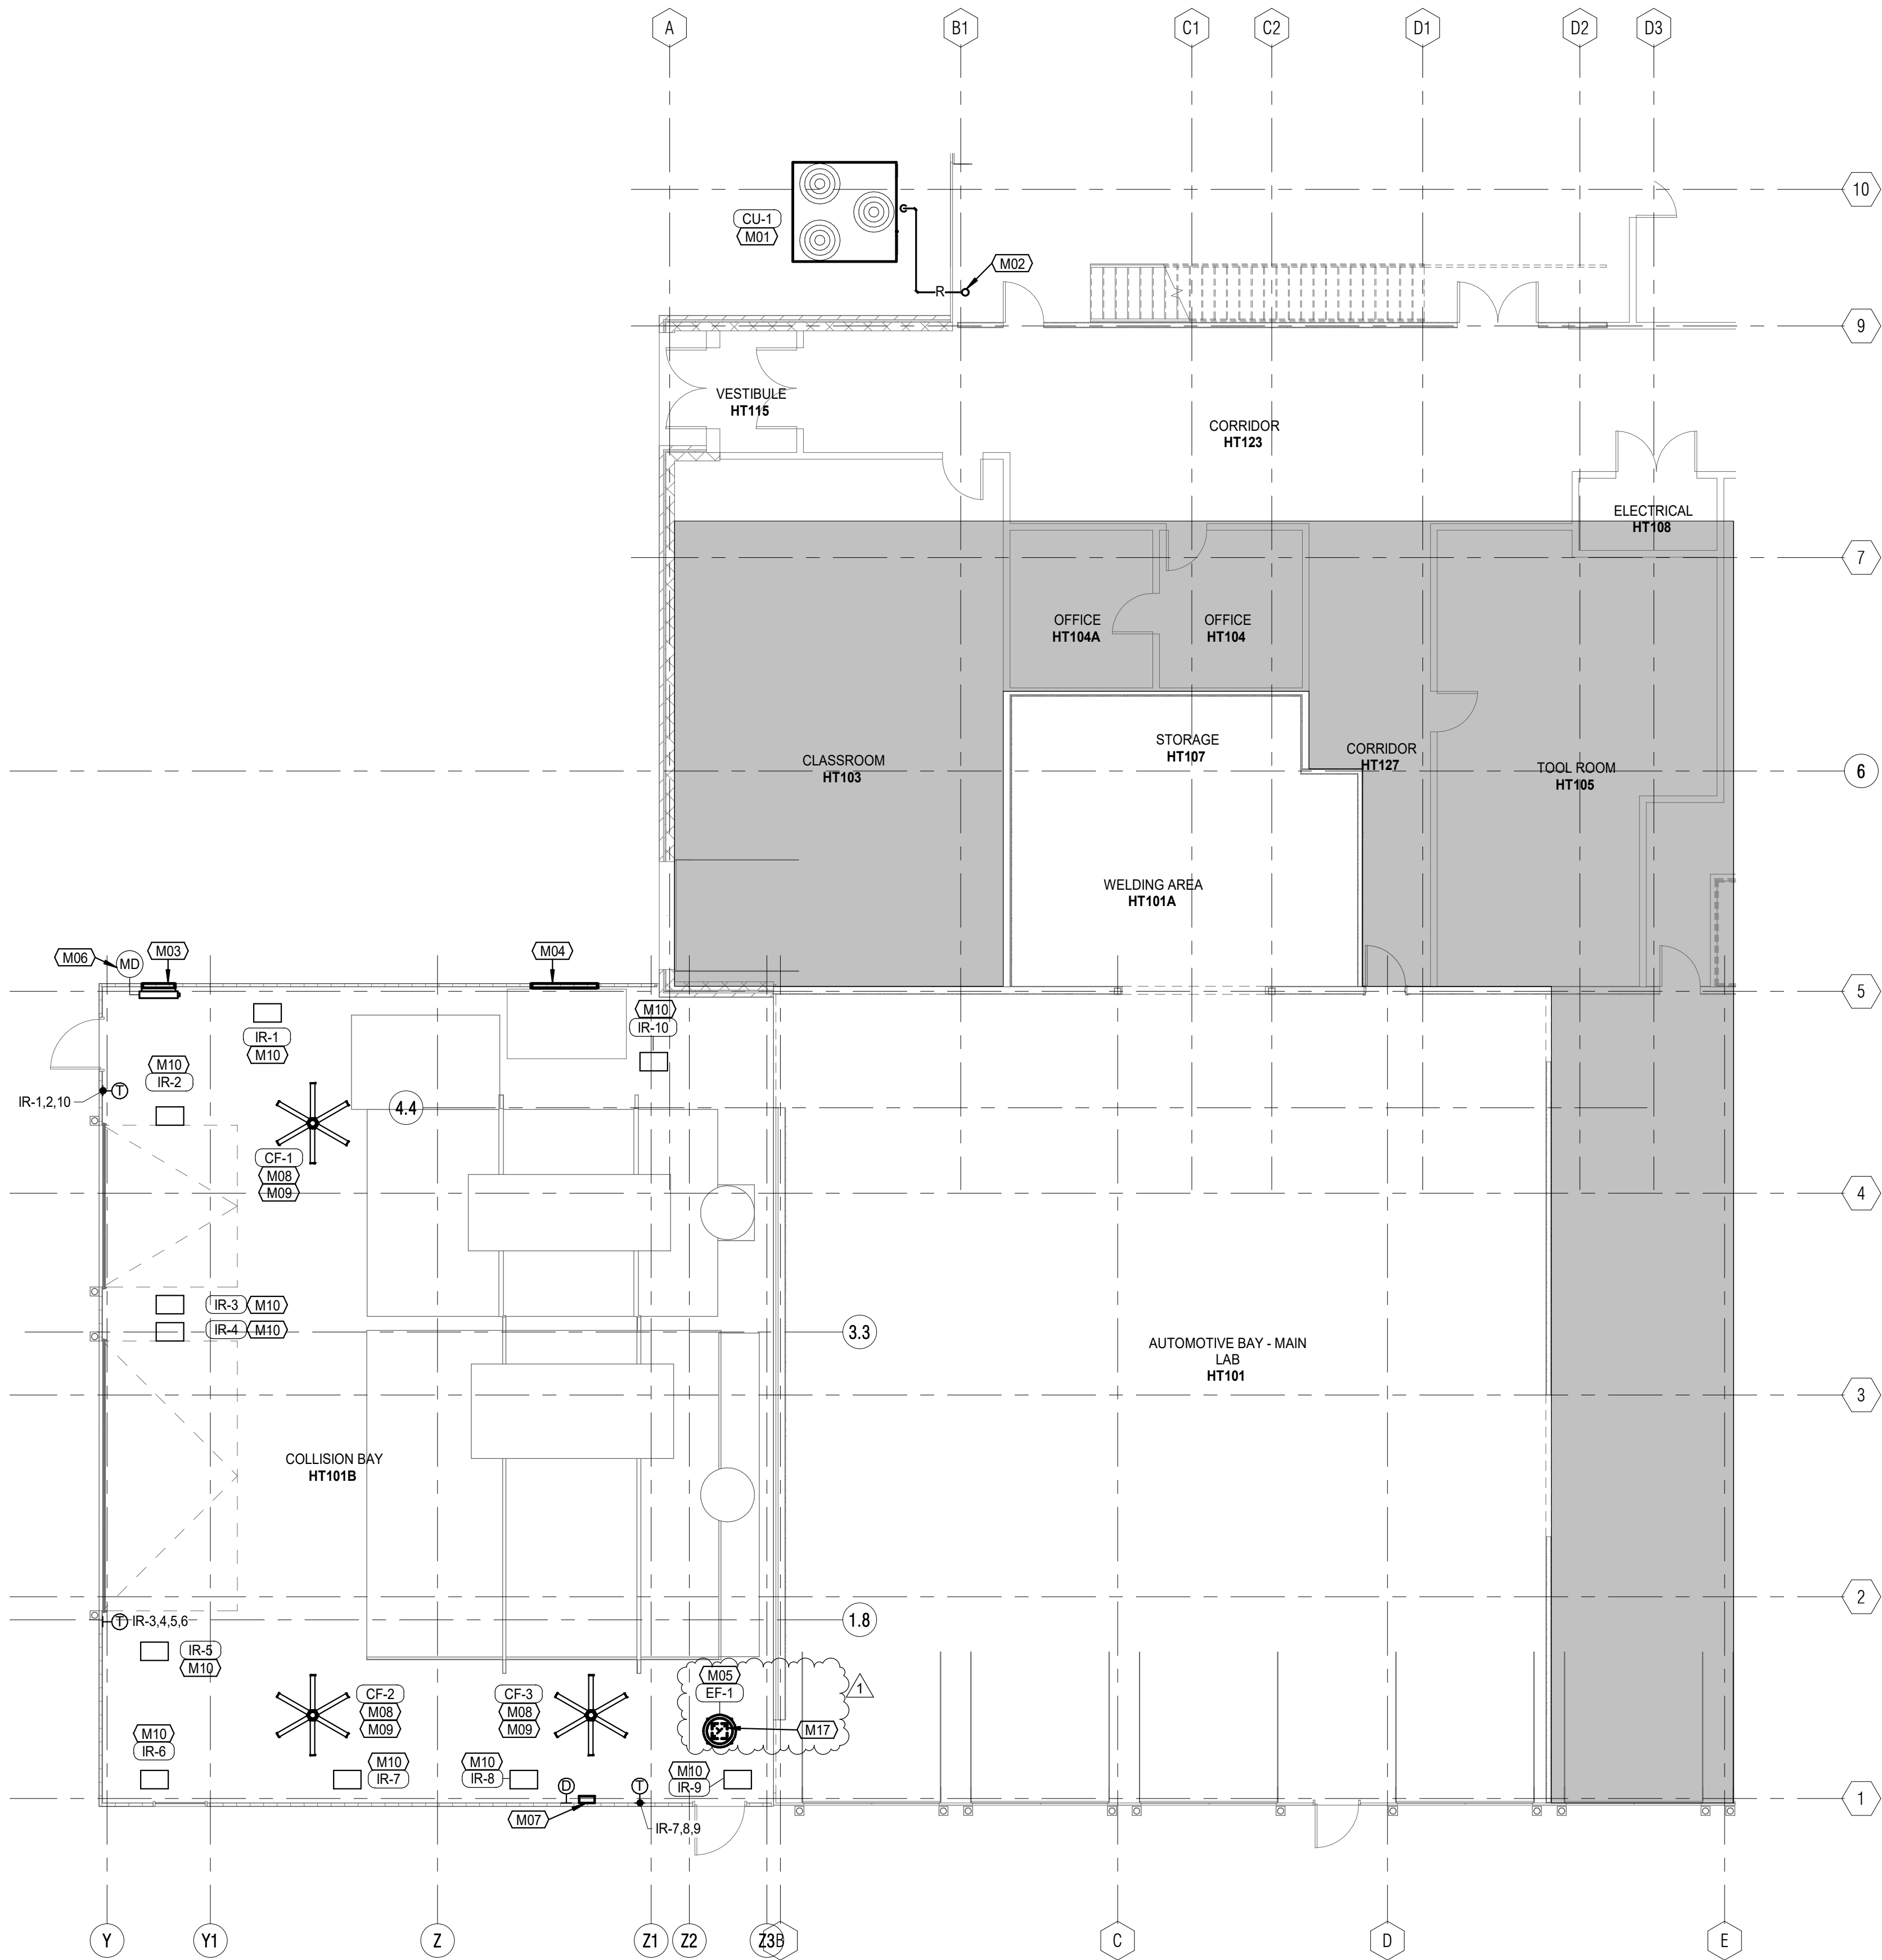 A
B1
C1
C2
D1
D2
D3
10
CU-1
M01
M02
R
9
VESTIBULE
HT115
CORRIDOR
HT123
ELECTRICAL
HT108
7
OFFICE
HT104A
OFFICE
HT104
STORAGE
HT107
CORRIDOR
HT127
CLASSROOM
HT103
TOOL ROOM
HT105
6
WELDING AREA
HT101A
M06
MD
M03
M04
5
M10
IR-10
IR-1
M10
M10
IR-2
IR-1,2,10
T
4.4
CF-1
M08
M09
4
IR-3
M10
IR-4
M10
3.3
AUTOMOTIVE BAY - MAIN
LAB
HT101
3
COLLISION BAY
HT101B
2
T
IR-3,4,5,6
1.8
IR-5
M10
M05
EF-1
1
M17
CF-2
M08
M09
CF-3
M08
M09
M10
IR-6
M10
IR-7
M10
IR-8
M10
IR-9
D
T
1
M07
IR-7,8,9
Y
Y1
Z
Z1
Z2
Z3
B
C
D
E